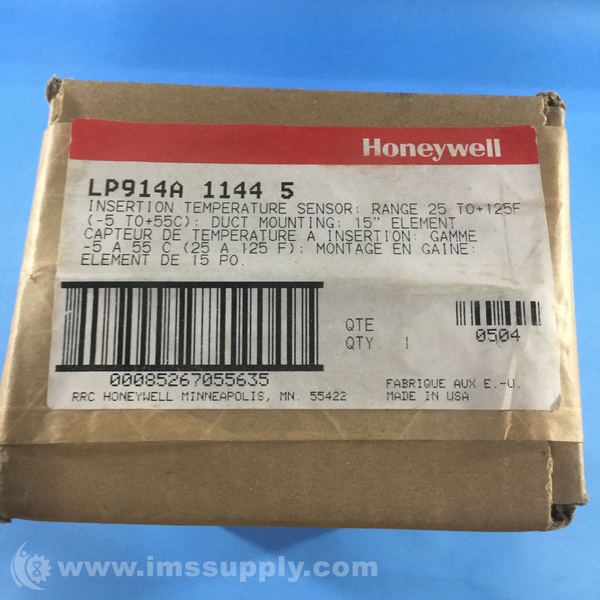 Honeywell
LP914A 1144 5
INSERTION TEMPERATURE SENSOR: RANGE 25 TO+125F
(-5 TO+55C): DUCT MOUNTING: 15" ELEMENT
CAPTEUR DE TEMPERATURE A INSERTION: GAMME
-5 A 55 C (25 A 125 F): MONTAGE EN GAINE:
ELEMENT DE 15 PO.
QTE
QTY. 1
0504
00085267055635
RRC HONEYWELL MINNEAPOLIS, MN. 55422
FABRIQUE AUX E.-U.
MADE IN USA
www.imssupply.com